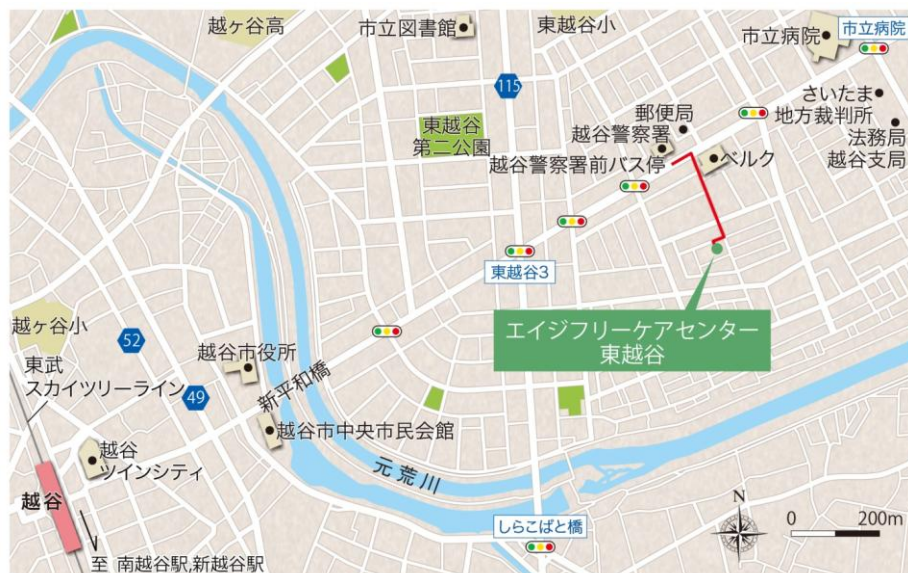 越ヶ谷高
市立図書館
東越谷小
市立病院
市立病院
115
さいたま
地方裁判所
郵便局
東越谷
第二公園
越谷警察署
越谷警察署前バス停
ベルク
法務局
越谷支局
東越谷3
エイジフリーケアセンター
東越谷
越ヶ谷小
52
東武
スカイツリーライン
越谷市役所
新平和橋
49
越谷市中央市民会館
越谷
ツインシティ
元荒川
越谷
しらこばと橋
N
0 200m
至 南越谷駅,新越谷駅